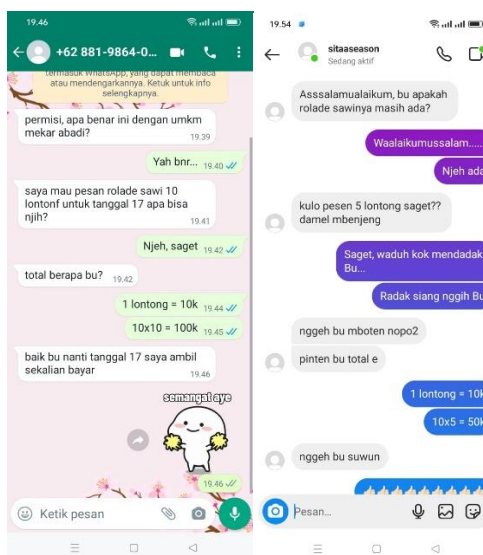 19.46
+62 881-9864-0...
termasuk WhatsApp, yang dapat membaca
atau mendengarkannya. Ketuk untuk info
selengkapnya.
permisi, apa benar ini dengan umkm
mekar abadi?
19.39
Yah bnr...
19.40
saya mau pesan rolade sawi 10
lontonf untuk tanggal 17 apa bisa
njih?
19.41
Njeh, saget
19.42
total berapa bu?
19.42
1 lontong = 10k
19.44
10x10 = 100k
19.45
baik bu nanti tanggal 17 saya ambil
sekalian bayar
19.46
semangat aye
19.46
Ketik pesan
19.54
sitaaseason
Sedang aktif
Asssalamualaikum, bu apakah
rolade sawinya masih ada?
Waalaikumussalam.....
Njeh ada
kulo pesen 5 lontong saget??
damel mbenjeng
Saget, waduh kok mendadak
Bu...
Radak siang nggih Bu
nggeh bu mboten nopo2
pinten bu total e
1 lontong = 10k
10x5 = 50k
nggeh bu suwun
Pesan...